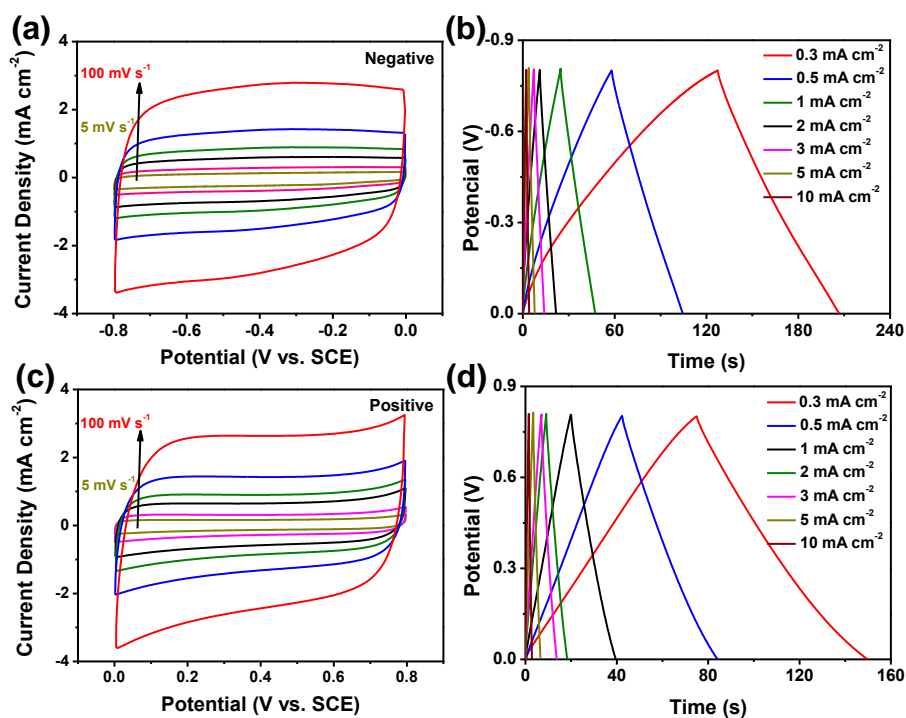 (a)
Negative
100 mV s⁻¹
5 mV s⁻¹
Current Density (mA cm⁻²)
4
2
0
-2
-4
-0.8
-0.6
-0.4
-0.2
0.0
Potential (V vs. SCE)
(b)
-0.9
-0.6
-0.3
0.0
Potencial (V)
0.3 mA cm⁻²
0.5 mA cm⁻²
1 mA cm⁻²
2 mA cm⁻²
3 mA cm⁻²
5 mA cm⁻²
10 mA cm⁻²
0
60
120
180
240
Time (s)
(c)
Positive
100 mV s⁻¹
5 mV s⁻¹
Current Density (mA cm⁻²)
4
2
0
-2
-4
0.0
0.2
0.4
0.6
0.8
Potential (V vs. SCE)
(d)
0.9
0.6
0.3
0.0
Potential (V)
0.3 mA cm⁻²
0.5 mA cm⁻²
1 mA cm⁻²
2 mA cm⁻²
3 mA cm⁻²
5 mA cm⁻²
10 mA cm⁻²
0
40
80
120
160
Time (s)